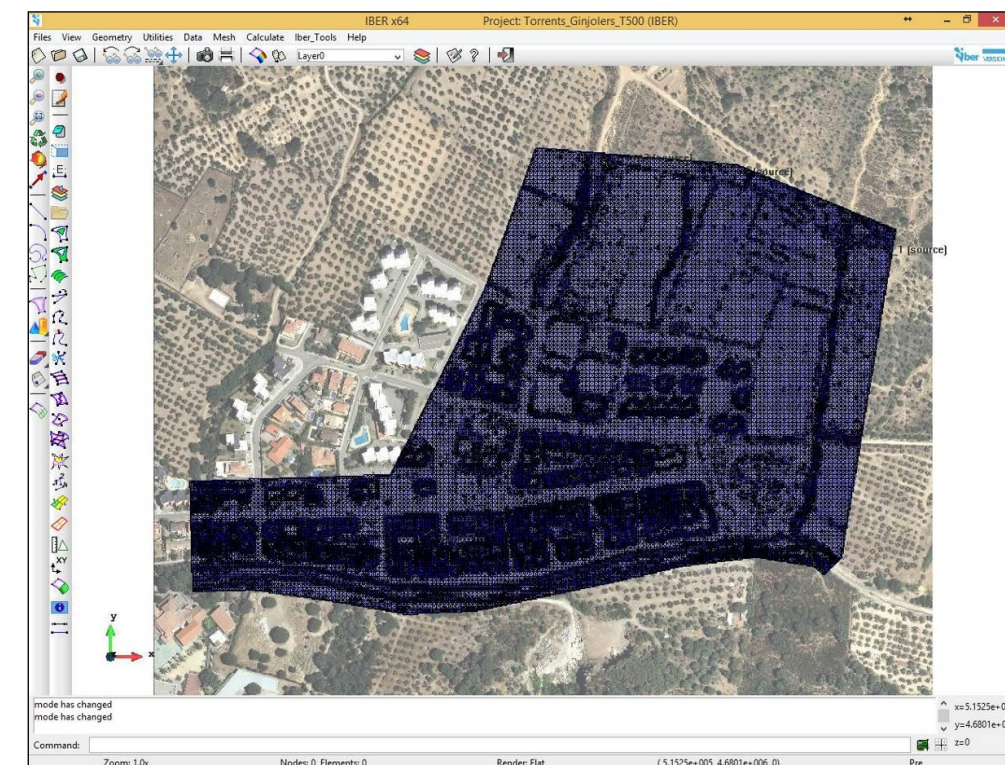 IBER x64 Project: Torrents_Ginjolers_T500 (IBER)
Files View Geometry Utilities Data Mesh Calculate Iber_Tools Help
Layer0
iber VERSION
(source)
1 (source)
y
x
mode has changed
mode has changed
x=5.1525e+0
y=4.6801e+0
Command:
z=0
Zoom: 1.0x Nodes: 0, Elements: 0 Render: Flat ( 5.1525e+005, 4.6801e+006, 0) Pre